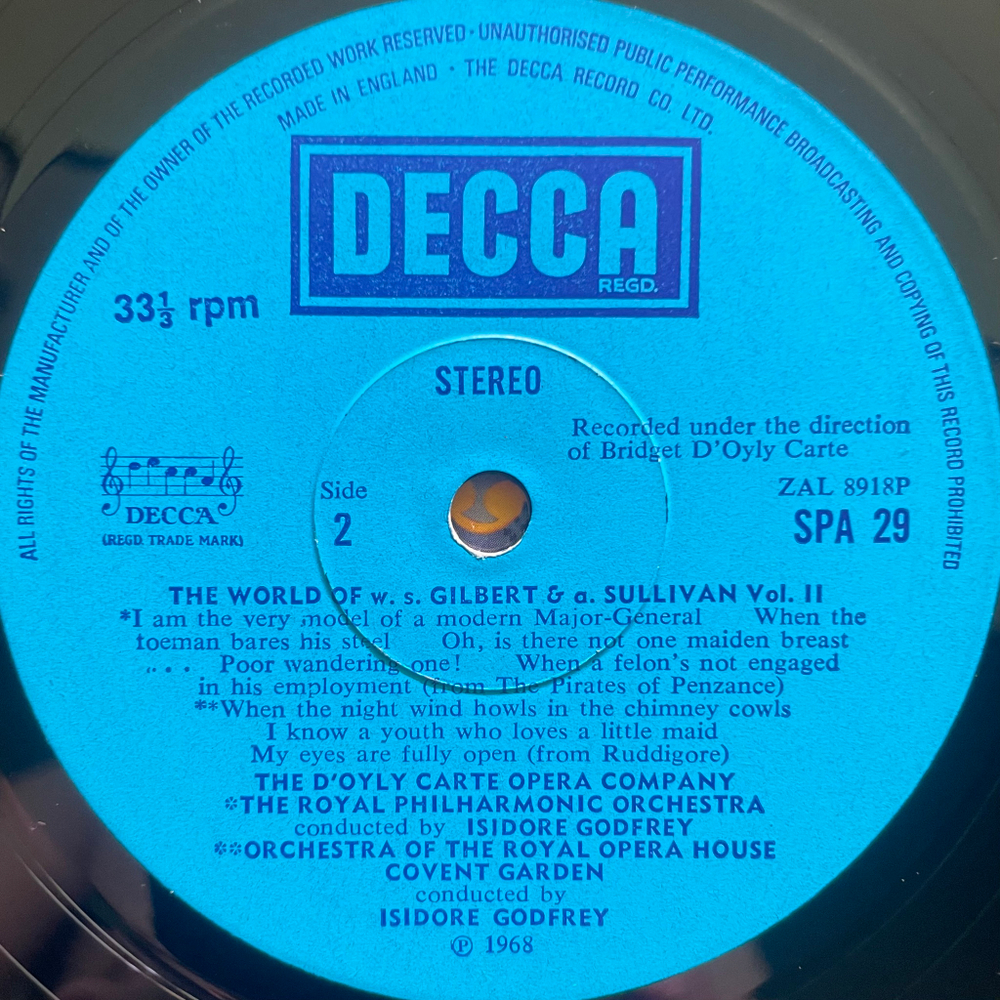 ALL RIGHTS OF THE MANUFACTURER AND OF THE OWNER OF THE RECORDED WORK RESERVED · UNAUTHORISED PUBLIC PERFORMANCE BROADCASTING AND COPYING OF THIS RECORD PROHIBITED
MADE IN ENGLAND · THE DECCA RECORD CO. LTD.
DECCA
REGD.
33⅓ rpm
STEREO
Recorded under the direction
of Bridget D'Oyly Carte
DECCA
(REGD. TRADE MARK)
Side
2
ZAL 8918P
SPA 29
THE WORLD OF w. s. GILBERT & a. SULLIVAN Vol. II
*I am the very model of a modern Major-General When the
toeman bares his steel Oh, is there not one maiden breast
... Poor wandering one! When a felon's not engaged
in his employment (from The Pirates of Penzance)
**When the night wind howls in the chimney cowls
I know a youth who loves a little maid
My eyes are fully open (from Ruddigore)
THE D'OYLY CARTE OPERA COMPANY
*THE ROYAL PHILHARMONIC ORCHESTRA
conducted by ISIDORE GODFREY
**ORCHESTRA OF THE ROYAL OPERA HOUSE
COVENT GARDEN
conducted by
ISIDORE GODFREY
℗ 1968